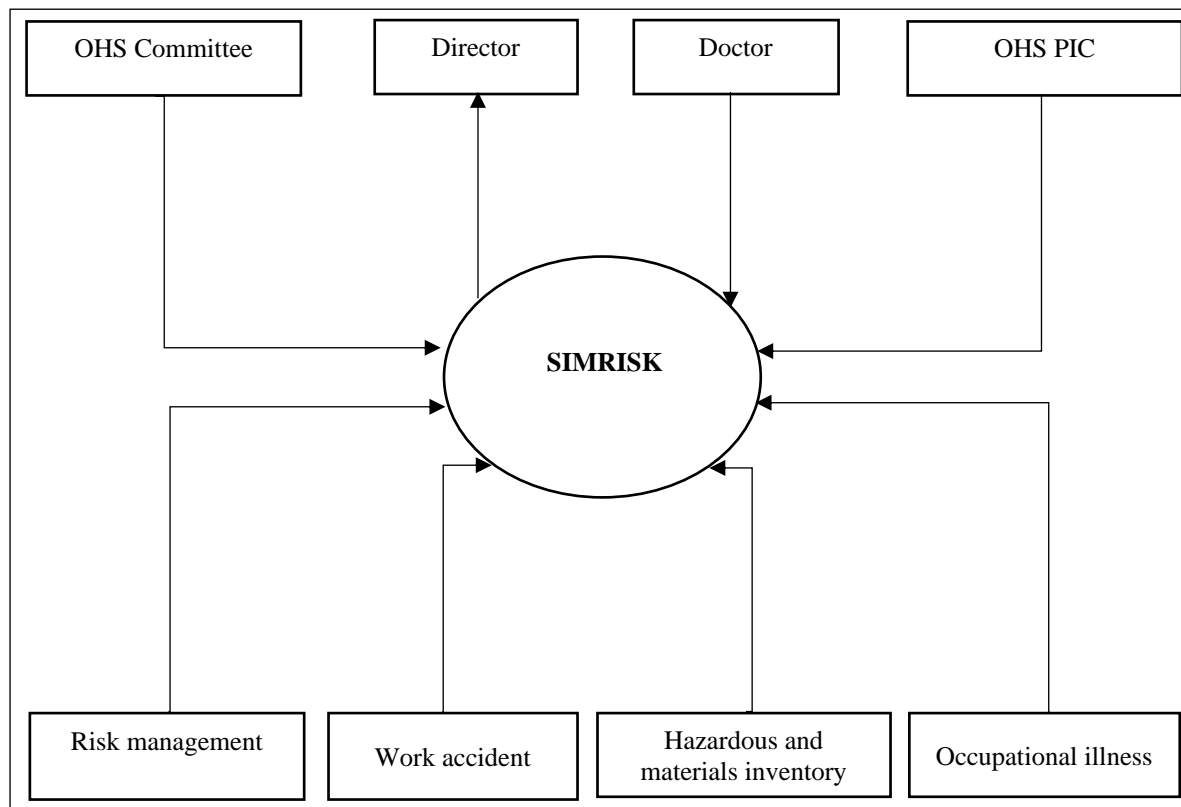 OHS Committee
Director
Doctor
OHS PIC
SIMRISK
Risk management
Work accident
Hazardous and
materials inventory
Occupational illness